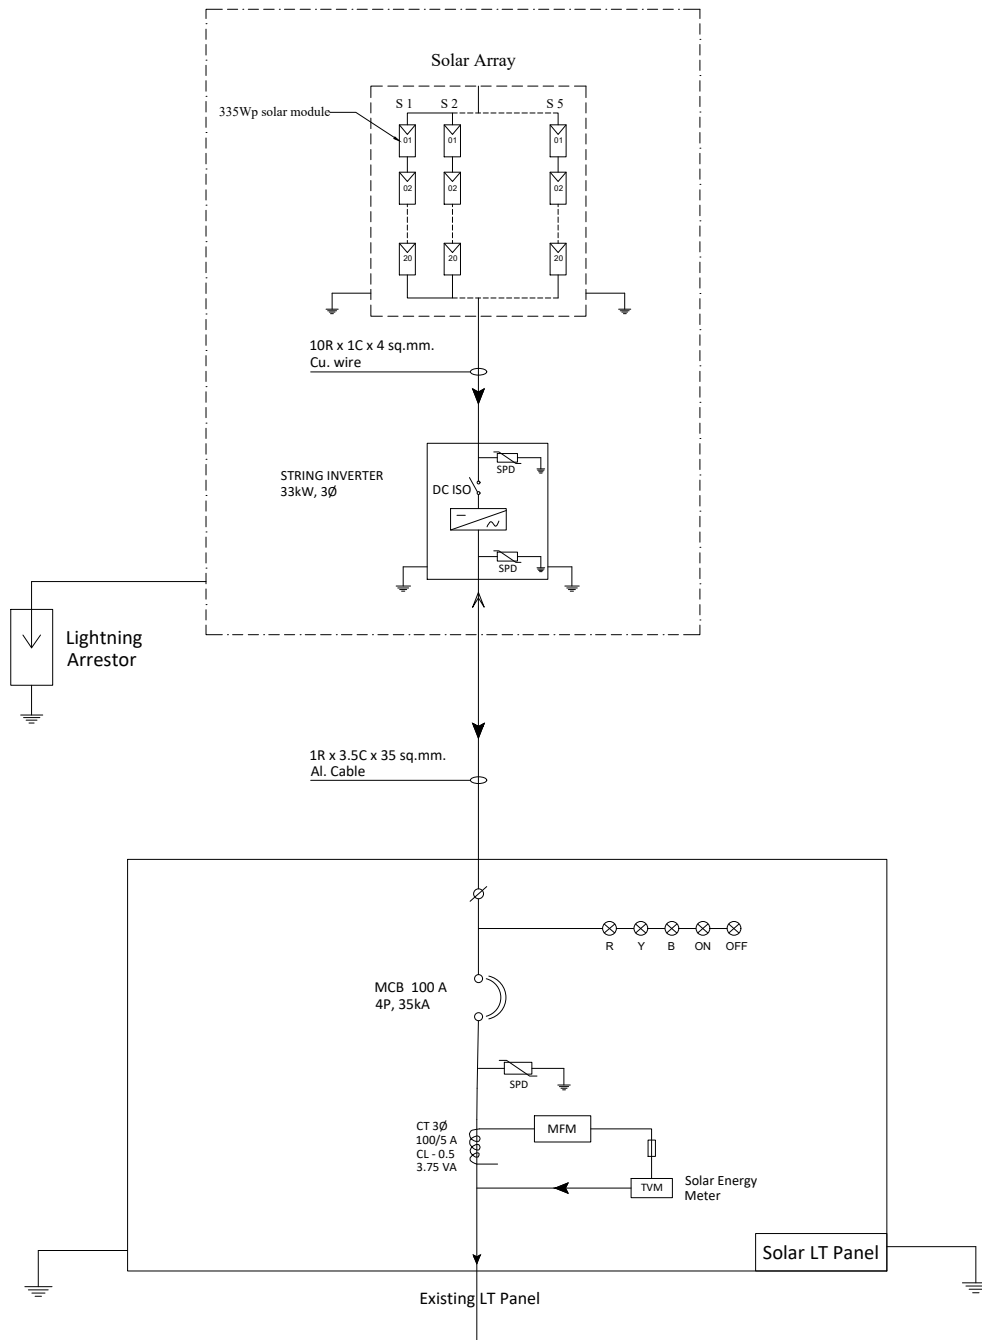 Solar Array
S 1 S 2 S 5
335Wp solar module
01 01 01
02 02 02
20 20 20
10R x 1C x 4 sq.mm.
Cu. wire
STRING INVERTER
33kW, 3Ø
SPD
DC ISO
SPD
Lightning
Arrestor
1R x 3.5C x 35 sq.mm.
Al. Cable
R Y B ON OFF
MCB 100 A
4P, 35kA
SPD
CT 3Ø
100/5 A
CL - 0.5
3.75 VA
MFM
TVM
Solar Energy
Meter
Solar LT Panel
Existing LT Panel